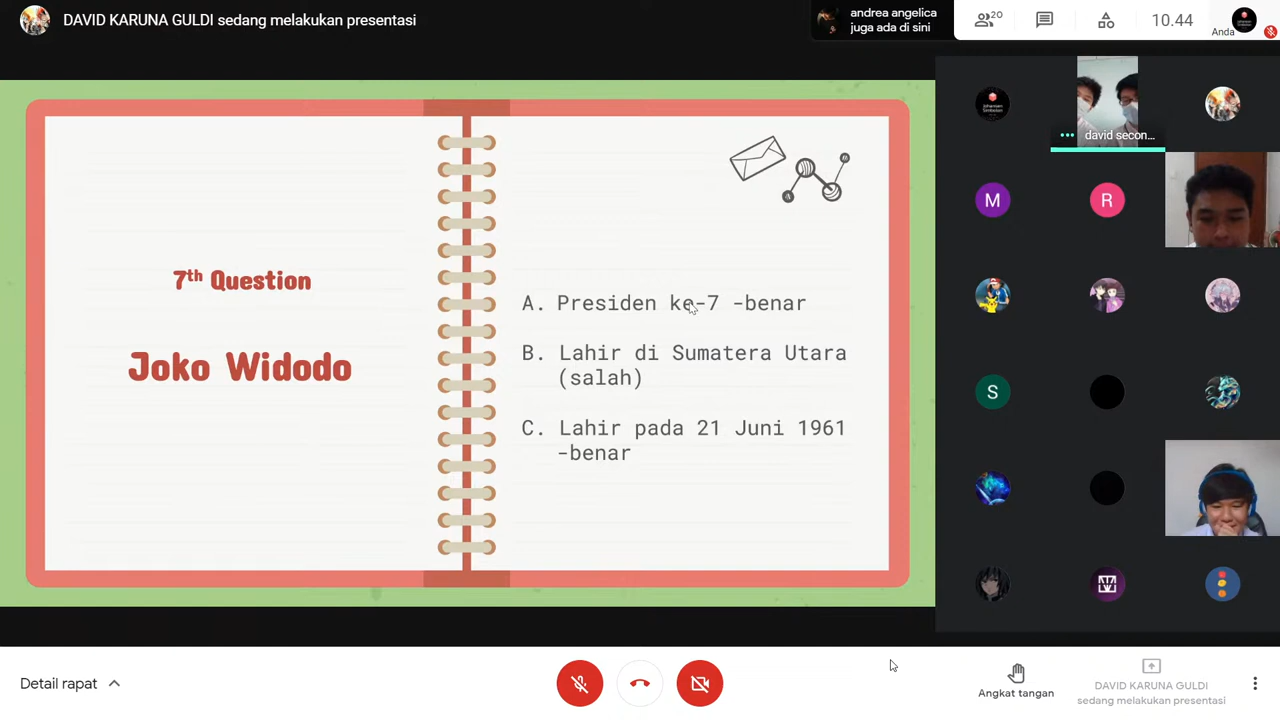 DAVID KARUNA GULDI sedang melakukan presentasi
andrea angelica
juga ada di sini
20
10.44
Anda
7th Question
Joko Widodo
A. Presiden ke-7 -benar
B. Lahir di Sumatera Utara
(salah)
C. Lahir pada 21 Juni 1961
-benar
david secon...
M
R
S
Detail rapat
Angkat tangan
DAVID KARUNA GULDI
sedang melakukan presentasi